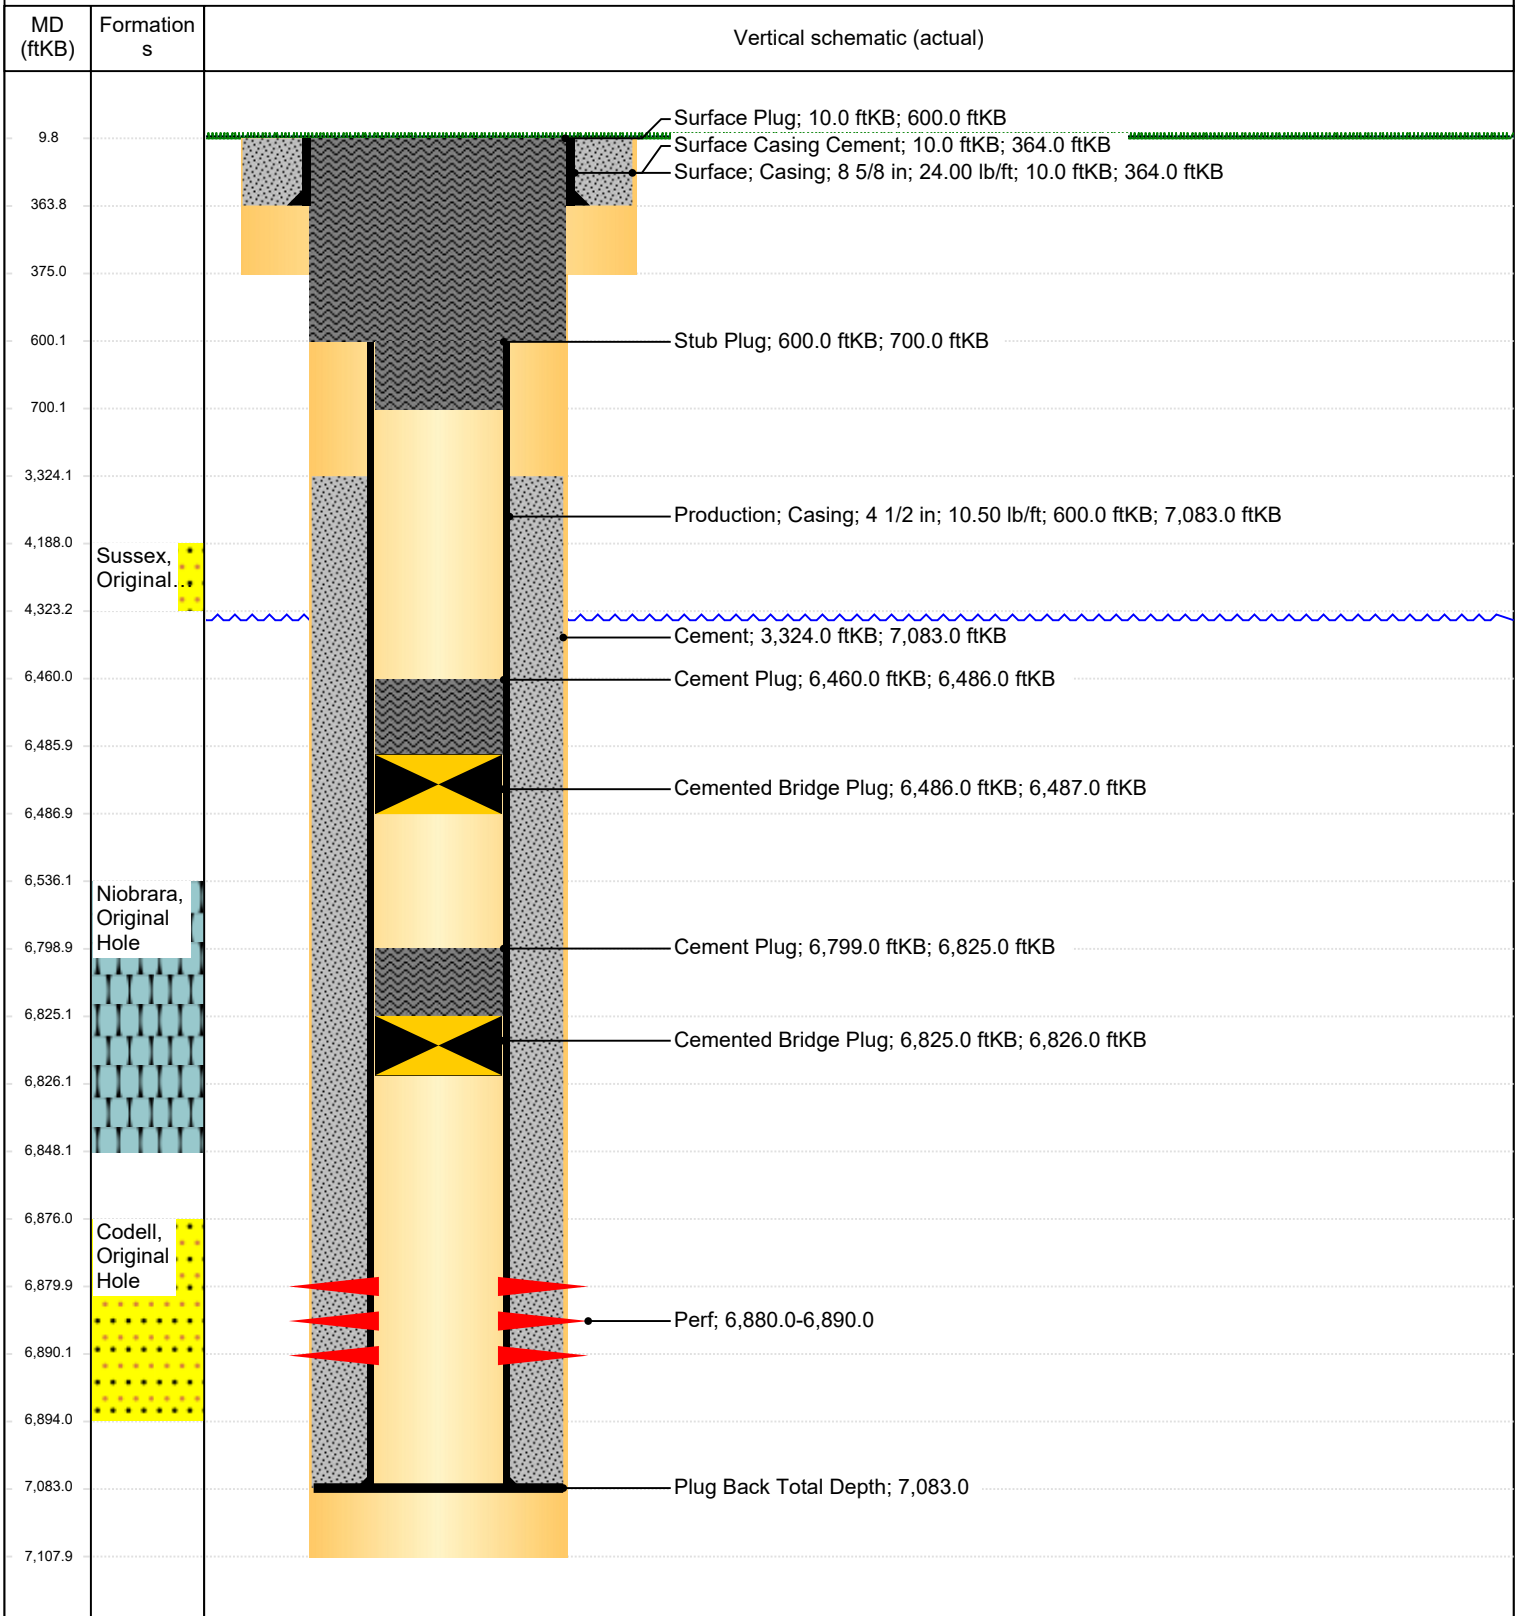 MD
(ftKB)
Formation
s
Vertical schematic (actual)
Surface Plug; 10.0 ftKB; 600.0 ftKB
9.8
Surface Casing Cement; 10.0 ftKB; 364.0 ftKB
Surface; Casing; 8 5/8 in; 24.00 lb/ft; 10.0 ftKB; 364.0 ftKB
363.8
375.0
600.1
Stub Plug; 600.0 ftKB; 700.0 ftKB
700.1
3,324.1
Production; Casing; 4 1/2 in; 10.50 lb/ft; 600.0 ftKB; 7,083.0 ftKB
4,188.0
Sussex,
Original...
4,323.2
Cement; 3,324.0 ftKB; 7,083.0 ftKB
6,460.0
Cement Plug; 6,460.0 ftKB; 6,486.0 ftKB
6,485.9
Cemented Bridge Plug; 6,486.0 ftKB; 6,487.0 ftKB
6,486.9
6,536.1
Niobrara,
Original
Hole
6,798.9
Cement Plug; 6,799.0 ftKB; 6,825.0 ftKB
6,825.1
Cemented Bridge Plug; 6,825.0 ftKB; 6,826.0 ftKB
6,826.1
6,848.1
6,876.0
Codell,
Original
Hole
6,879.9
Perf; 6,880.0-6,890.0
6,890.1
6,894.0
7,083.0
Plug Back Total Depth; 7,083.0
7,107.9